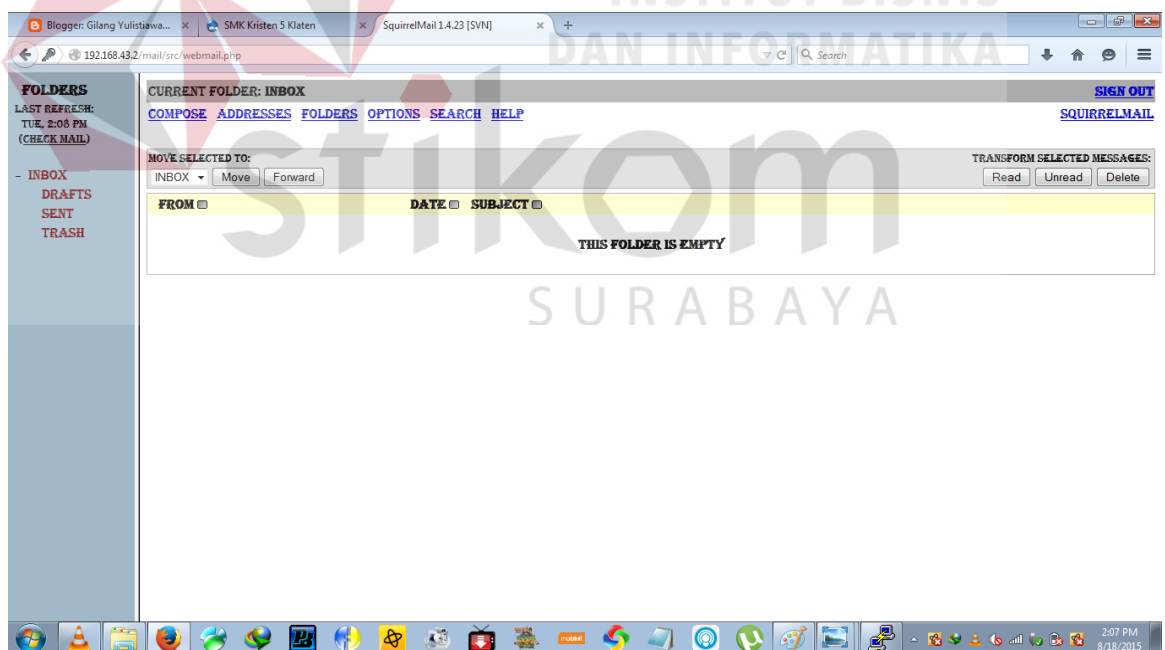 INSTITUT BISNIS
DAN INFORMATIKA
stikom
SURABAYA
Blogger: Gilang Yulistiawa...
SMK Kristen 5 Klaten
SquirrelMail 1.4.23 [SVN]
192.168.43.2/mail/src/webmail.php
Search
FOLDERS
LAST REFRESH:
TUE, 2:08 PM
(CHECK MAIL)
- INBOX
DRAFTS
SENT
TRASH
CURRENT FOLDER: INBOX
SIGN OUT
COMPOSE ADDRESSES FOLDERS OPTIONS SEARCH HELP
SQUIRRELMAIL
MOVE SELECTED TO:
TRANSFORM SELECTED MESSAGES:
INBOX Move Forward
Read Unread Delete
FROM DATE SUBJECT
THIS FOLDER IS EMPTY
2:07 PM
8/18/2015